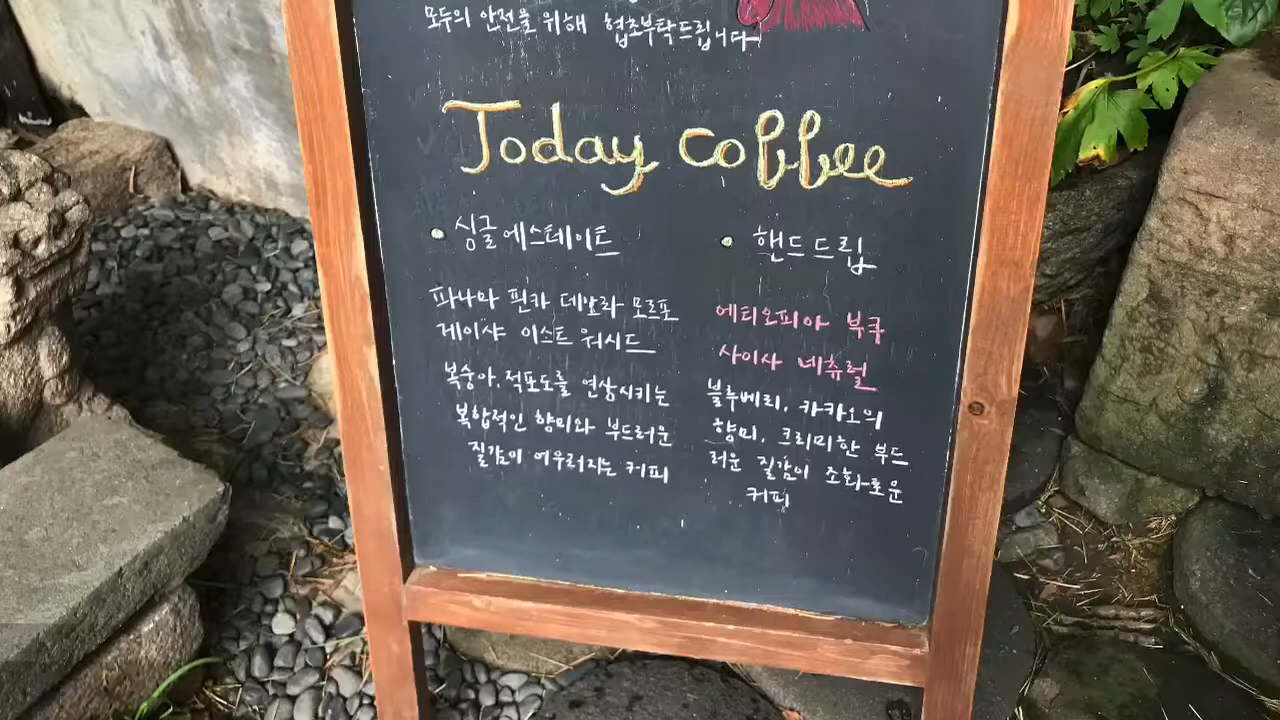 모두의 안전을 위해 협조부탁드립니다
Today Coffee
싱글에스테이트
파나마 핀카 데보라 모르포
게이샤 이스트 워시드
복숭아, 적포도를 연상시키는
복합적인 향미와 부드러운
질감이 어우러지는 커피
핸드드립
에티오피아 부쿠
사이사 네츄럴
블루베리, 카카오의
향미, 크리미한 부드
러운 질감이 조화로운
커피